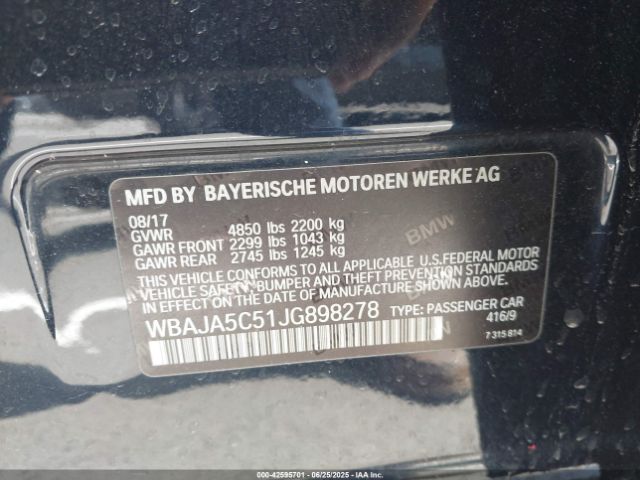 MFD BY BAYERISCHE MOTOREN WERKE AG
08/17
GVWR 4850 lbs 2200 kg
GAWR FRONT 2299 lbs 1043 kg
GAWR REAR 2745 lbs 1245 kg
THIS VEHICLE CONFORMS TO ALL APPLICABLE U.S.FEDERAL MOTOR
VEHICLE SAFETY, BUMPER AND THEFT PREVENTION STANDARDS
IN EFFECT ON THE DATE OF MANUFACTURE SHOWN ABOVE.
WBAJA5C51JG898278 TYPE: PASSENGER CAR
416/9
7 315 814
BMW
000-42595701 - 06/25/2025 - IAAI.COM